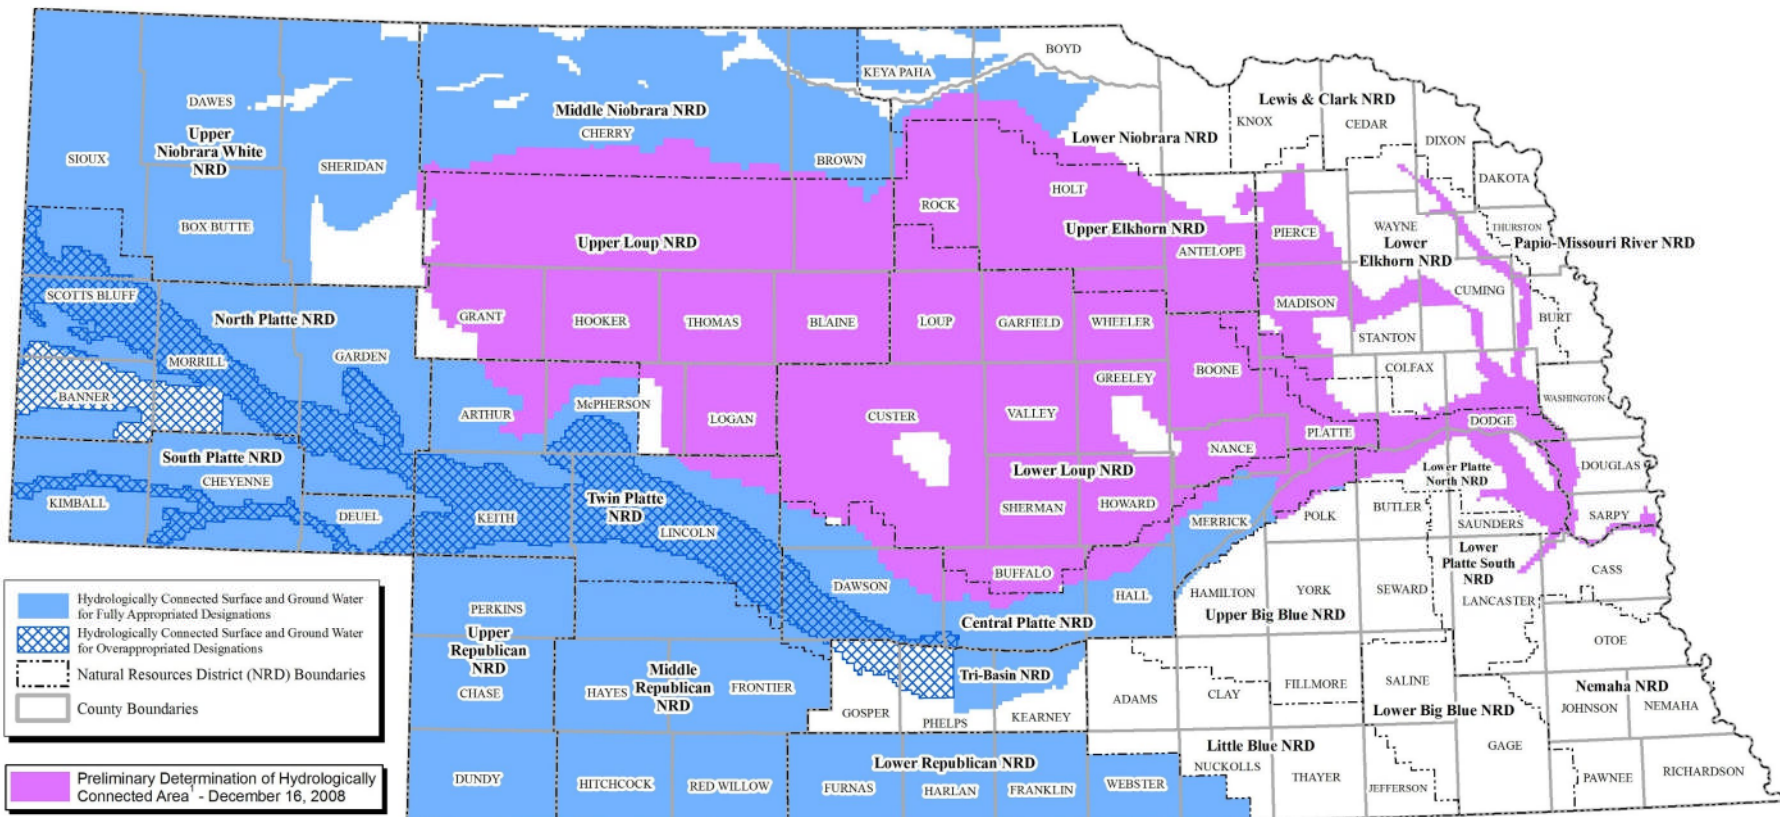 BOYD
KEYA PAHA
DAWES
Middle Niobrara NRD
CHERRY
Lewis & Clark NRD
KNOX
CEDAR
Upper
Niobrara White
NRD
SIOUX
SHERIDAN
BROWN
Lower Niobrara NRD
DIXON
DAKOTA
HOLT
ROCK
BOX BUTTE
Upper Loup NRD
Upper Elkhorn NRD
ANTELOPE
PIERCE
WAYNE
THURSTON
Lower
Elkhorn NRD
Papio-Missouri River NRD
SCOTTS BLUFF
North Platte NRD
GRANT
HOOKER
THOMAS
BLAINE
LOUP
GARFIELD
WHEELER
MADISON
CUMING
BURT
STANTON
MORRILL
GARDEN
BANNER
ARTHUR
McPHERSON
LOGAN
CUSTER
VALLEY
GREELEY
BOONE
COLFAX
WASHINGTON
NANCE
PLATTE
DODGE
South Platte NRD
CHEYENNE
KIMBALL
DEUEL
KEITH
Twin Platte
NRD
LINCOLN
Lower Loup NRD
SHERMAN
HOWARD
MERRICK
POLK
BUTLER
Lower Platte
North NRD
SAUNDERS
DOUGLAS
SARPY
Lower
Platte South
NRD
CASS
DAWSON
BUFFALO
HALL
HAMILTON
YORK
SEWARD
LANCASTER
Upper Big Blue NRD
OTOE
Central Platte NRD
PERKINS
Upper
Republican
NRD
CHASE
HAYES
Middle
Republican
NRD
FRONTIER
GOSPER
PHELPS
Tri-Basin NRD
KEARNEY
ADAMS
CLAY
FILLMORE
SALINE
Lower Big Blue NRD
GAGE
Nemaha NRD
JOHNSON
NEMAHA
DUNDY
HITCHCOCK
RED WILLOW
FURNAS
Lower Republican NRD
HARLAN
FRANKLIN
WEBSTER
Little Blue NRD
NUCKOLLS
THAYER
JEFFERSON
PAWNEE
RICHARDSON
Hydrologically Connected Surface and Ground Water
for Fully Appropriated Designations
Hydrologically Connected Surface and Ground Water
for Overappropriated Designations
Natural Resources District (NRD) Boundaries
County Boundaries
Preliminary Determination of Hydrologically
Connected Area¹ - December 16, 2008